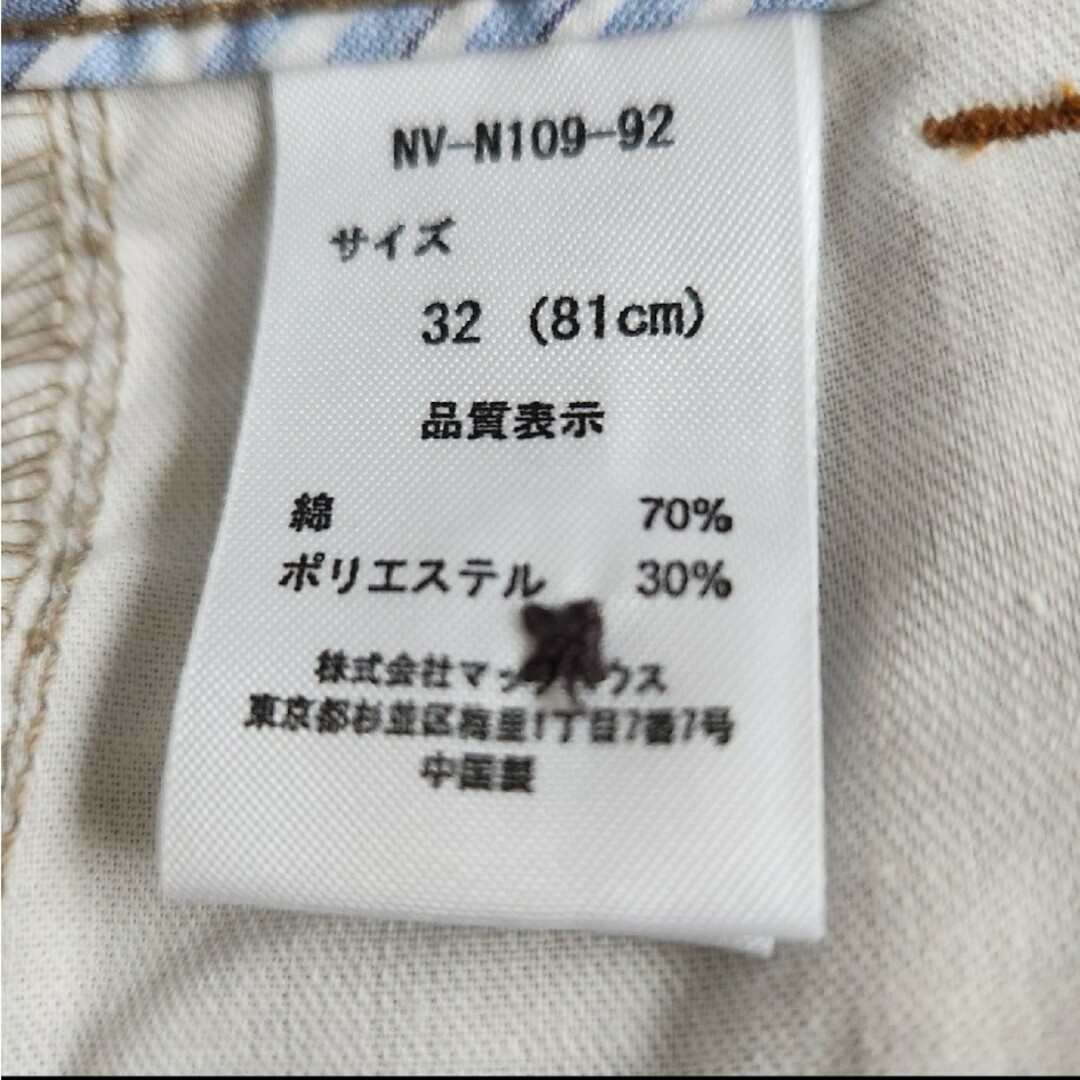 NV-N109-92
サイズ
32 (81cm)
品質表示
綿 70%
ポリエステル 30%
株式会社マックハウス
東京都杉並区梅里1丁目7番7号
中国製